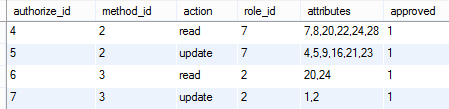 authorize_id method_id action role_id attributes approved
4 2 read 7 7,8,20,22,24,28 1
5 2 update 7 4,5,9,16,21,23 1
6 3 read 2 20,24 1
7 3 update 2 1,2 1